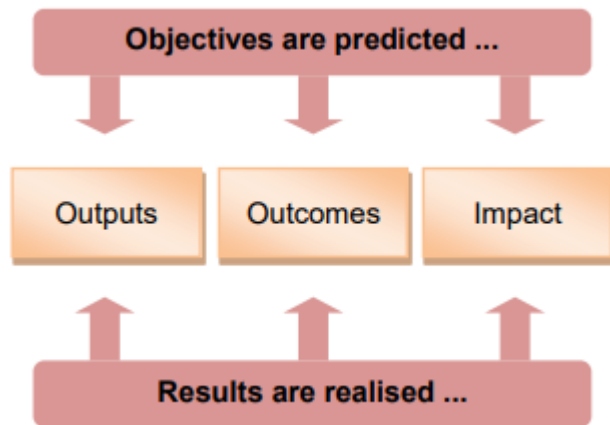 Objectives are predicted ...
Outputs
Outcomes
Impact
Results are realised ...